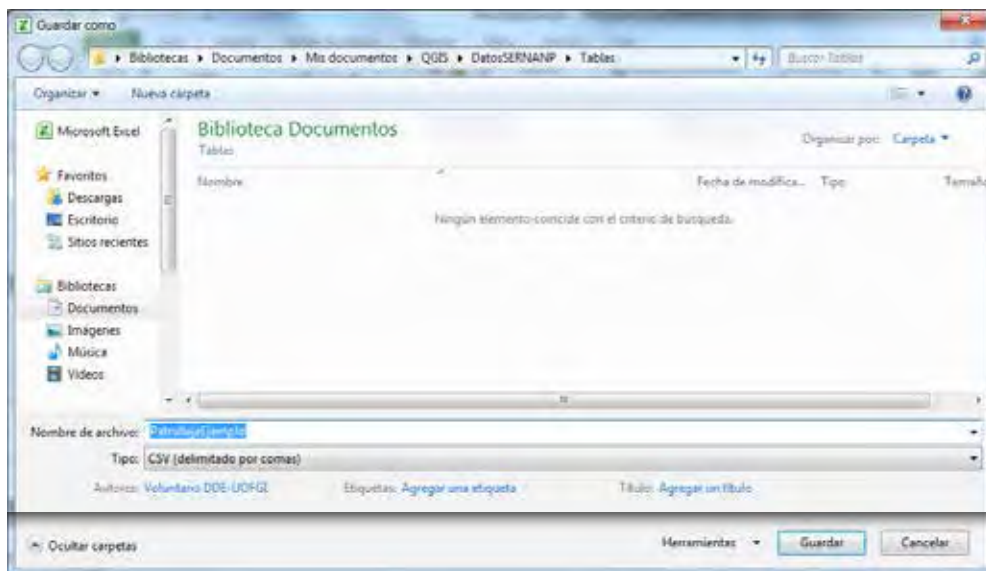 Guardar como
Bibliotecas ▸ Documentos ▸ Mis documentos ▸ QGIS ▸ DatosSERNANP ▸ Tablas
Buscar Tablas
Organizar
Nueva carpeta
Microsoft Excel
Favoritos
Descargas
Escritorio
Sitios recientes
Bibliotecas
Documentos
Imágenes
Música
Videos
Biblioteca Documentos
Tablas
Organizar por: Carpeta
Nombre Fecha de modifica... Tipo Tamaño
Ningún elemento coincide con el criterio de búsqueda.
Nombre de archivo: PatrullajeEjemplo
Tipo: CSV (delimitado por comas)
Autores: Voluntario DDE-UOFGI Etiquetas: Agregar una etiqueta Título: Agregar un título
Ocultar carpetas Herramientas Guardar Cancelar